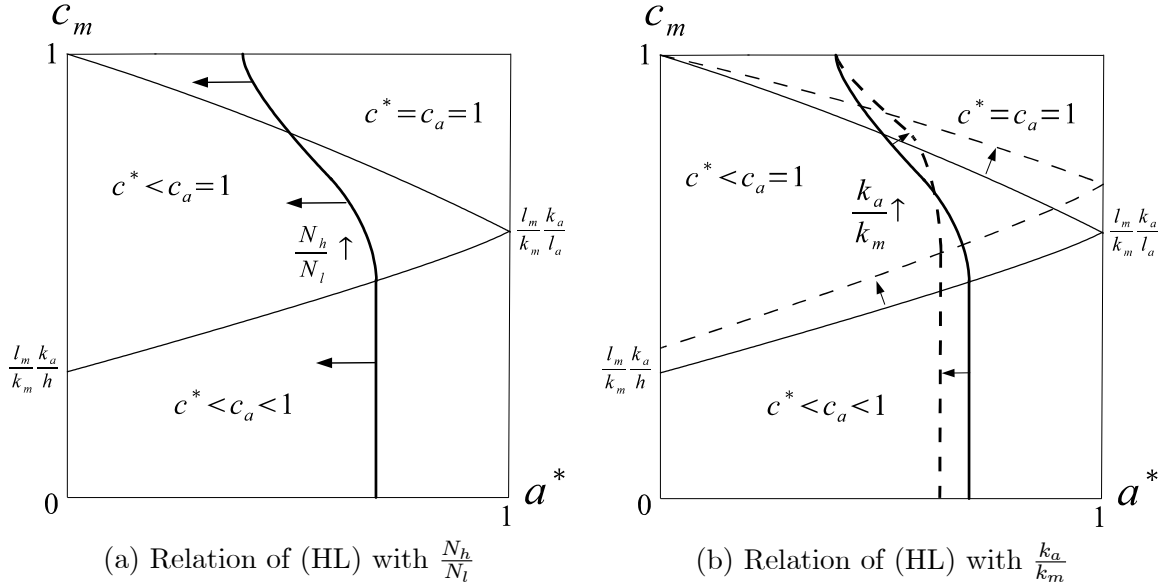 c_m
1
c* = c_a = 1
c* < c_a = 1
N_h/N_l ↑
l_m/k_m k_a/l_a
l_m/k_m k_a/h
c* < c_a < 1
0
a*
1
(a) Relation of (HL) with N_h/N_l
c_m
1
c* = c_a = 1
c* < c_a = 1
k_a/k_m ↑
l_m/k_m k_a/l_a
l_m/k_m k_a/h
c* < c_a < 1
0
a*
1
(b) Relation of (HL) with k_a/k_m